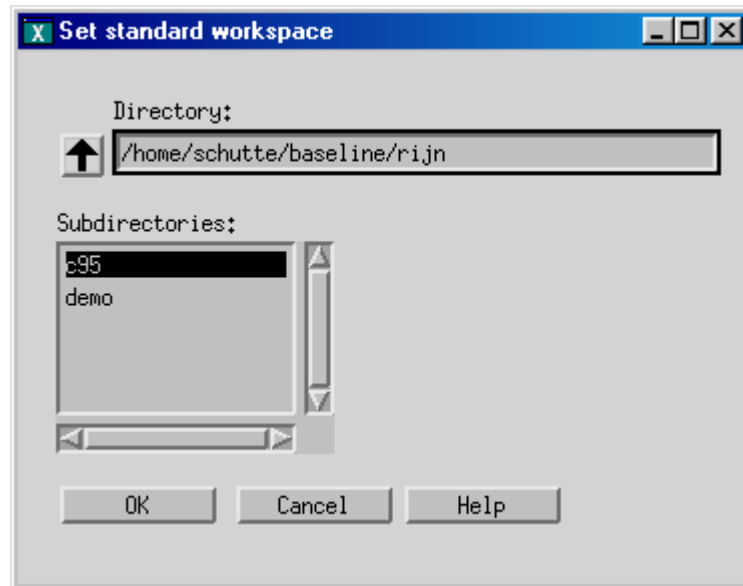 X Set standard workspace
Directory:
/home/schutte/baseline/rijn
Subdirectories:
c95
demo
OK Cancel Help